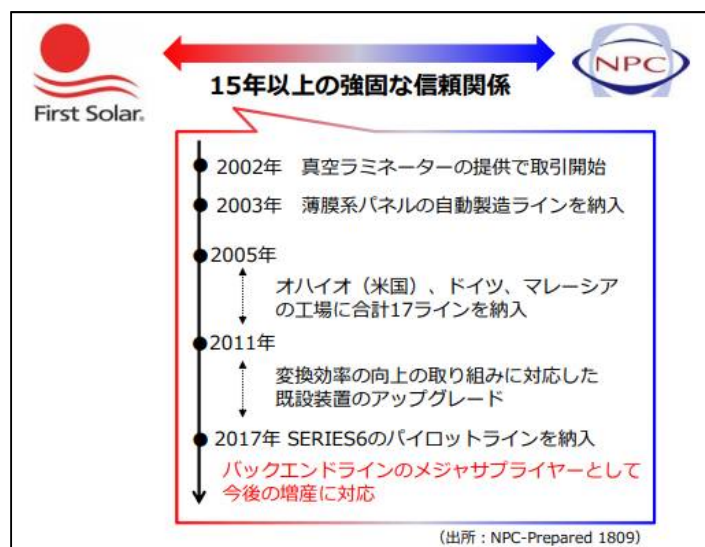 First Solar®
NPC
15年以上の強固な信頼関係
2002年 真空ラミネーターの提供で取引開始
2003年 薄膜系パネルの自動製造ラインを納入
2005年
オハイオ（米国）、ドイツ、マレーシア
の工場に合計17ラインを納入
2011年
変換効率の向上の取り組みに対応した
既設装置のアップグレード
2017年 SERIES6のパイロットラインを納入
バックエンドラインのメジャサプライヤーとして
今後の増産に対応
（出所：NPC-Prepared 1809）